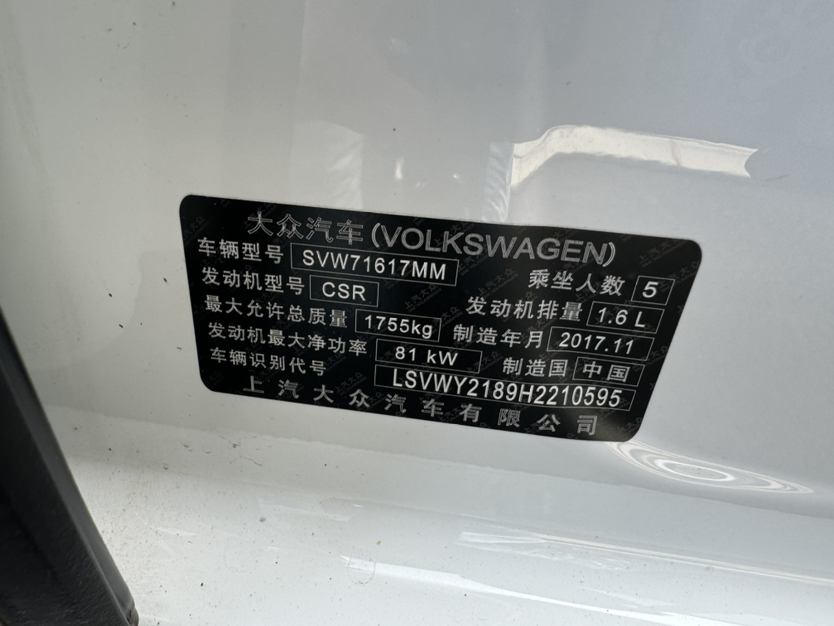 大众汽车(VOLKSWAGEN)
车辆型号 SVW71617MM 乘坐人数 5
发动机型号 CSR 发动机排量 1.6 L
最大允许总质量 1755kg 制造年月 2017.11
发动机最大净功率 81 kW 制造国 中国
车辆识别代号 LSVWY2189H2210595
上汽大众汽车有限公司